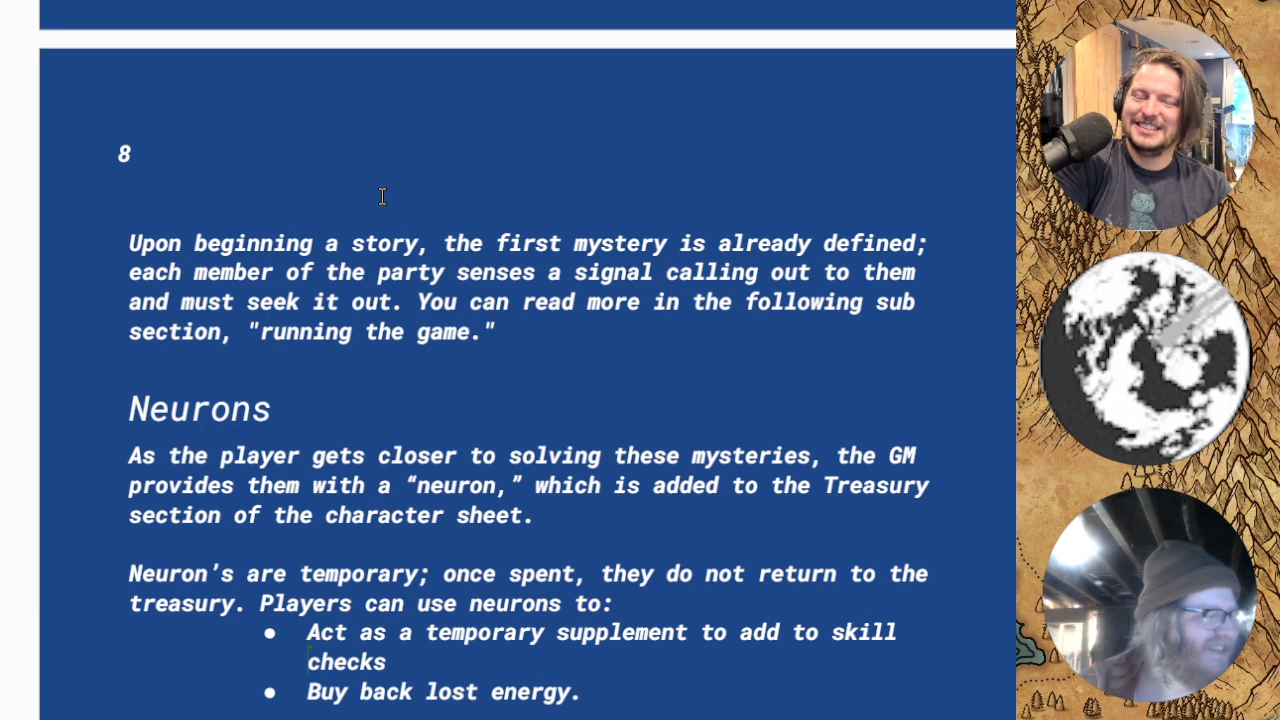 8
Upon beginning a story, the first mystery is already defined;
each member of the party senses a signal calling out to them
and must seek it out. You can read more in the following sub
section, "running the game."
Neurons
As the player gets closer to solving these mysteries, the GM
provides them with a “neuron,” which is added to the Treasury
section of the character sheet.
Neuron’s are temporary; once spent, they do not return to the
treasury. Players can use neurons to:
● Act as a temporary supplement to add to skill
checks
● Buy back lost energy.